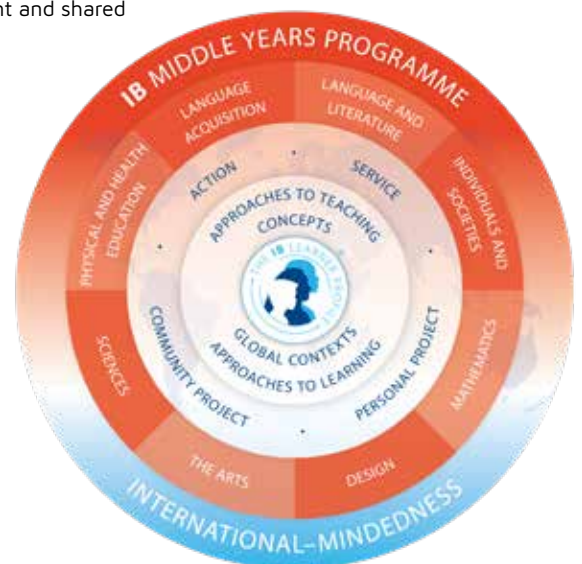 nt and shared
IB MIDDLE YEARS PROGRAMME
LANGUAGE
ACQUISITION
LANGUAGE AND
LITERATURE
PHYSICAL AND HEALTH
EDUCATION
INDIVIDUALS AND
SOCIETIES
ACTION
SERVICE
APPROACHES TO TEACHING
CONCEPTS
THE IB LEARNER PROFILE
GLOBAL CONTEXTS
APPROACHES TO LEARNING
COMMUNITY PROJECT
PERSONAL PROJECT
SCIENCES
MATHEMATICS
THE ARTS
DESIGN
INTERNATIONAL–MINDEDNESS